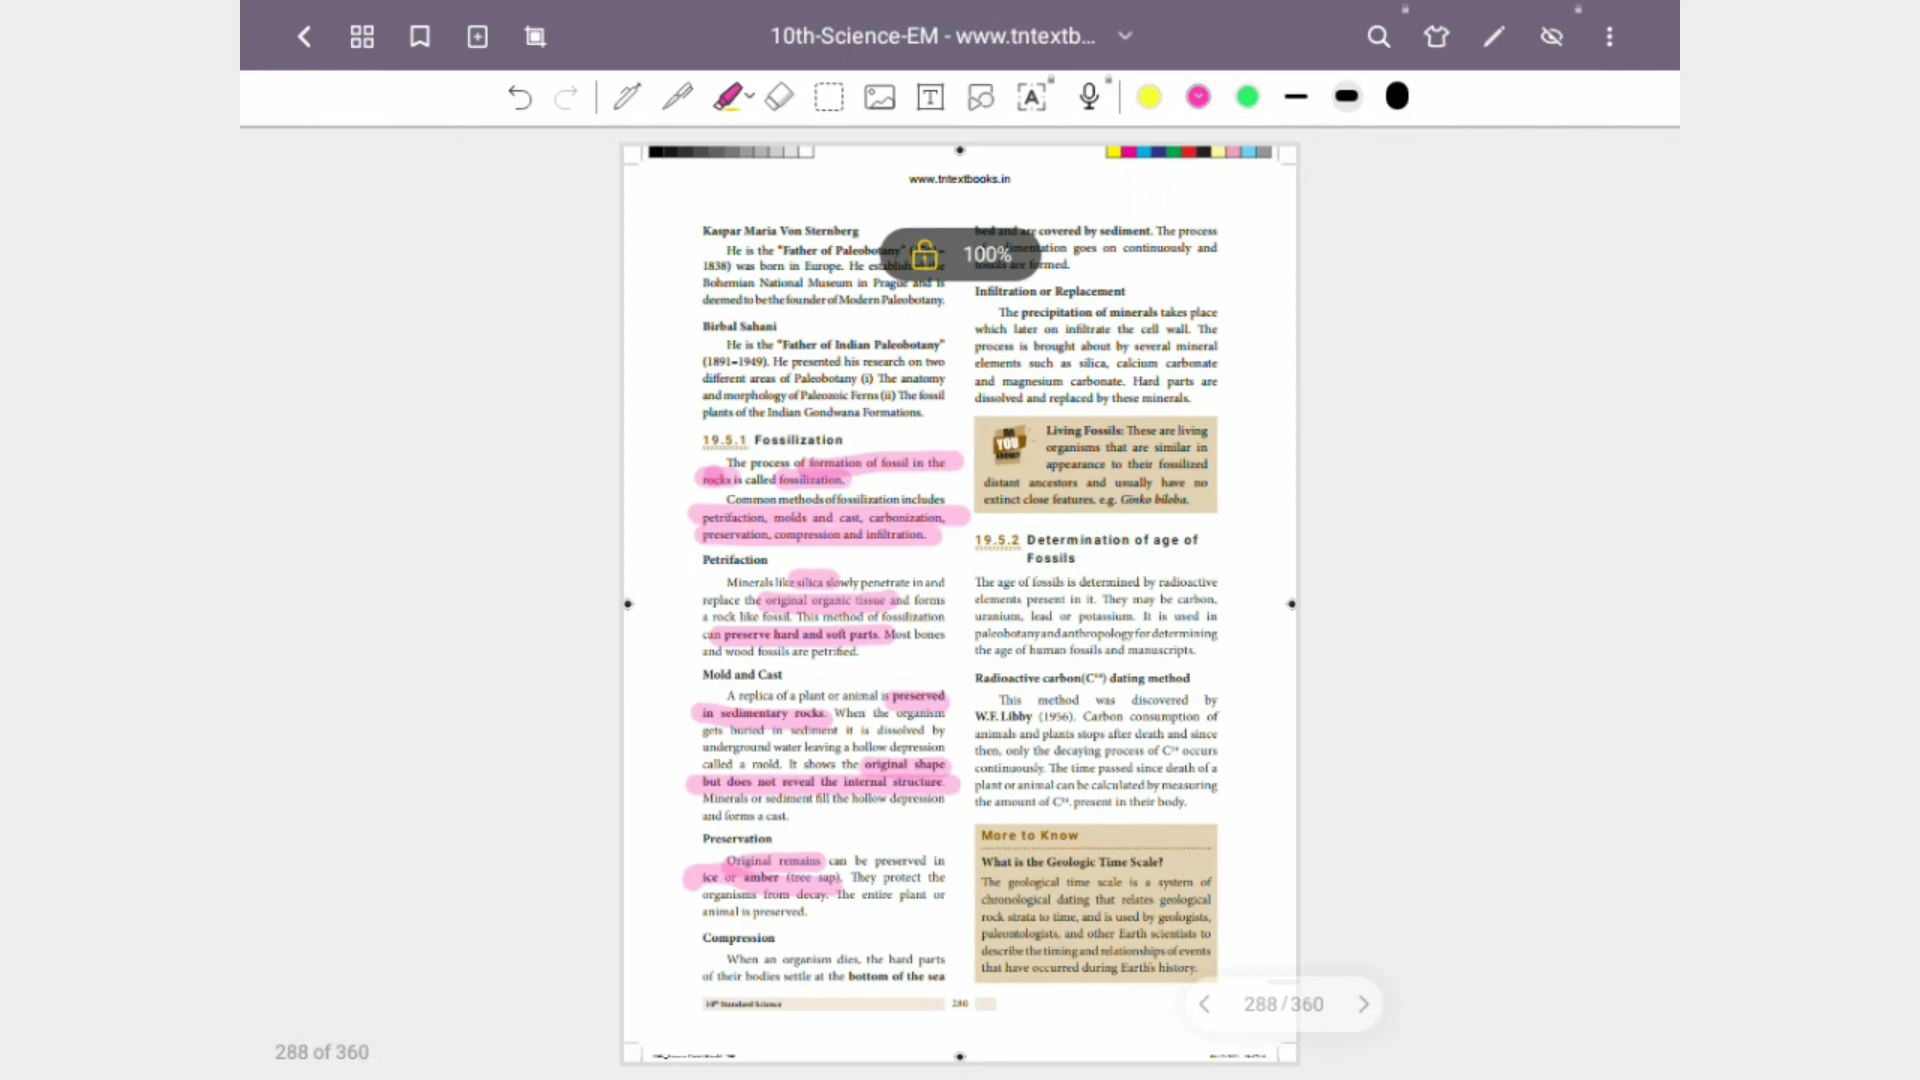 10th-Science-EM - www.tntextb...
www.tntextbooks.in
100%
Kaspar Maria Von Sternberg
He is the "Father of Paleobotany"
1838) was born in Europe. He established the
Bohemian National Museum in Prague and is
deemed to be the founder of Modern Paleobotany.
Birbal Sahani
He is the "Father of Indian Paleobotany"
(1891–1949). He presented his research on two
different areas of Paleobotany (i) The anatomy
and morphology of Paleozoic Ferns (ii) The fossil
plants of the Indian Gondwana Formations.
19.5.1 Fossilization
The process of formation of fossil in the
rocks is called fossilization.
Common methods of fossilization includes
petrifaction, molds and cast, carbonization,
preservation, compression and infiltration.
Petrifaction
Minerals like silica slowly penetrate in and
replace the original organic tissue and forms
a rock like fossil. This method of fossilization
can preserve hard and soft parts. Most bones
and wood fossils are petrified.
Mold and Cast
A replica of a plant or animal is preserved
in sedimentary rocks. When the organism
gets buried in sediment it is dissolved by
underground water leaving a hollow depression
called a mold. It shows the original shape
but does not reveal the internal structure.
Minerals or sediment fill the hollow depression
and forms a cast.
Preservation
Original remains can be preserved in
ice or amber (tree sap). They protect the
organisms from decay. The entire plant or
animal is preserved.
Compression
When an organism dies, the hard parts
of their bodies settle at the bottom of the sea
bed and are covered by sediment. The process
of sedimentation goes on continuously and
fossils are formed.
Infiltration or Replacement
The precipitation of minerals takes place
which later on infiltrate the cell wall. The
process is brought about by several mineral
elements such as silica, calcium carbonate
and magnesium carbonate. Hard parts are
dissolved and replaced by these minerals.
DO
YOU
KNOW?
Living Fossils: These are living
organisms that are similar in
appearance to their fossilized
distant ancestors and usually have no
extinct close features. e.g. Ginko biloba.
19.5.2 Determination of age of
Fossils
The age of fossils is determined by radioactive
elements present in it. They may be carbon,
uranium, lead or potassium. It is used in
paleobotany and anthropology for determining
the age of human fossils and manuscripts.
Radioactive carbon(C¹⁴) dating method
This method was discovered by
W.F. Libby (1956). Carbon consumption of
animals and plants stops after death and since
then, only the decaying process of C¹⁴ occurs
continuously. The time passed since death of a
plant or animal can be calculated by measuring
the amount of C¹⁴, present in their body.
More to Know
What is the Geologic Time Scale?
The geological time scale is a system of
chronological dating that relates geological
rock strata to time, and is used by geologists,
paleontologists, and other Earth scientists to
describe the timing and relationships of events
that have occurred during Earth's history.
10th Standard Science
280
288/360
288 of 360